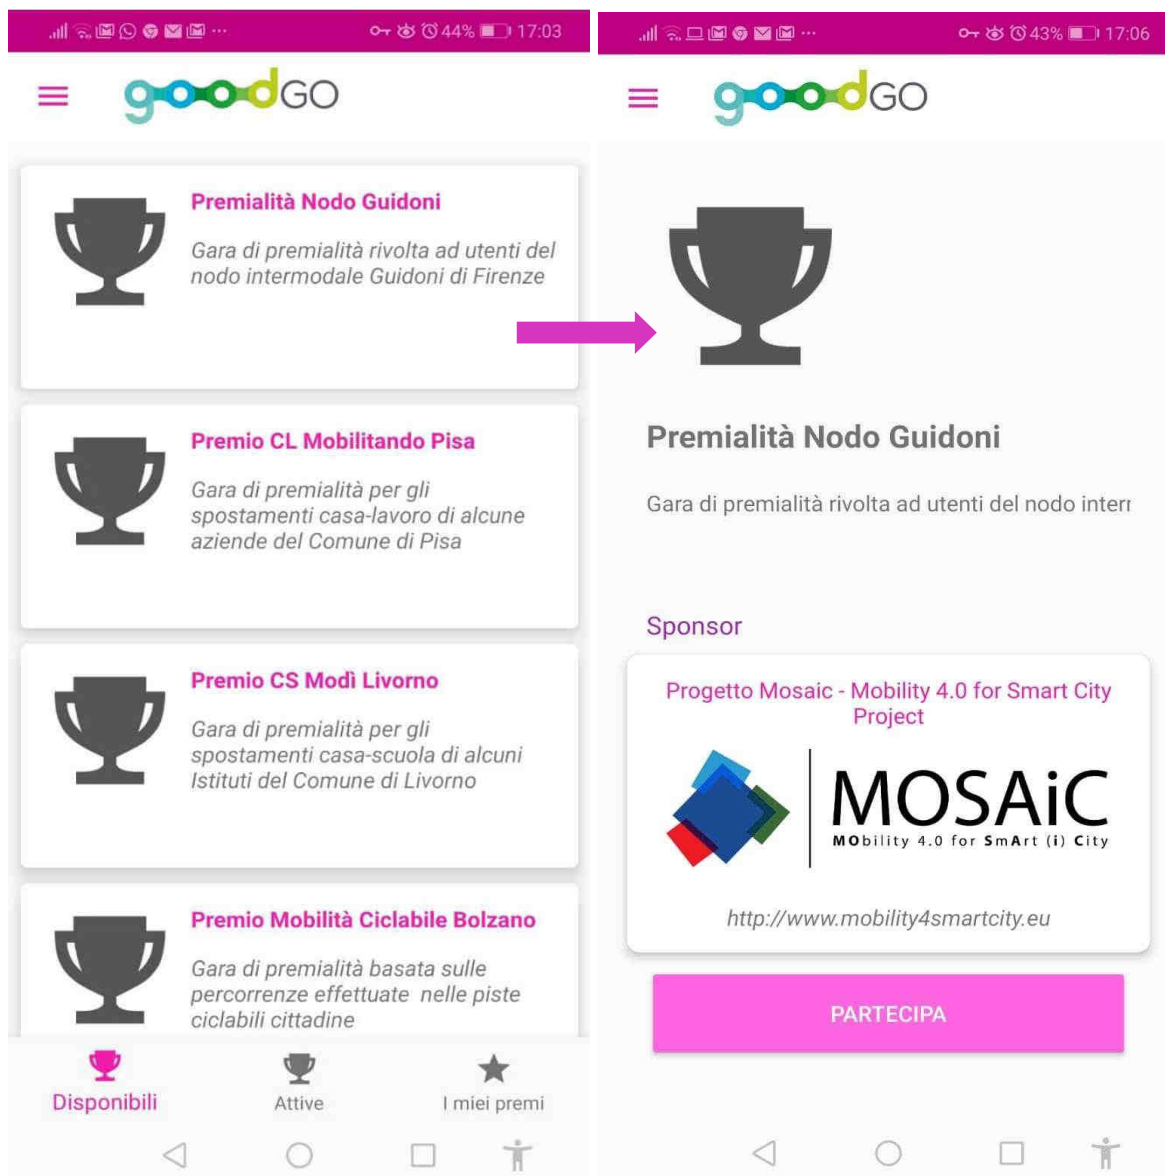 44% 17:03
goodGO
Premialità Nodo Guidoni
Gara di premialità rivolta ad utenti del
nodo intermodale Guidoni di Firenze
Premio CL Mobilitando Pisa
Gara di premialità per gli
spostamenti casa-lavoro di alcune
aziende del Comune di Pisa
Premio CS Modì Livorno
Gara di premialità per gli
spostamenti casa-scuola di alcuni
Istituti del Comune di Livorno
Premio Mobilità Ciclabile Bolzano
Gara di premialità basata sulle
percorrenze effettuate nelle piste
ciclabili cittadine
Disponibili
Attive
I miei premi
43% 17:06
goodGO
Premialità Nodo Guidoni
Gara di premialità rivolta ad utenti del nodo interr
Sponsor
Progetto Mosaic - Mobility 4.0 for Smart City
Project
MOSAiC
MObility 4.0 for SmArt (i) City
http://www.mobility4smartcity.eu
PARTECIPA